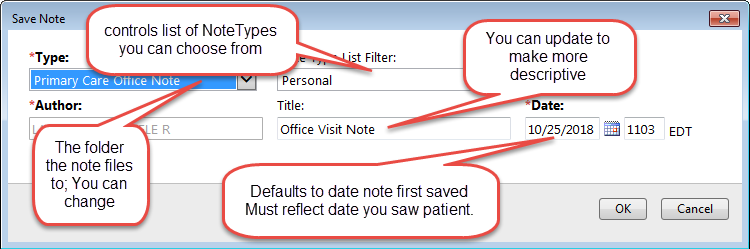 Save Note
controls list of NoteTypes
you can choose from
You can update to
make more
descriptive
*Type:
List Filter:
Primary Care Office Note
Personal
*Author:
Title:
*Date:
LE R
Office Visit Note
10/25/2018
1103
EDT
The folder
the note files
to; You can
change
Defaults to date note first saved
Must reflect date you saw patient.
OK
Cancel